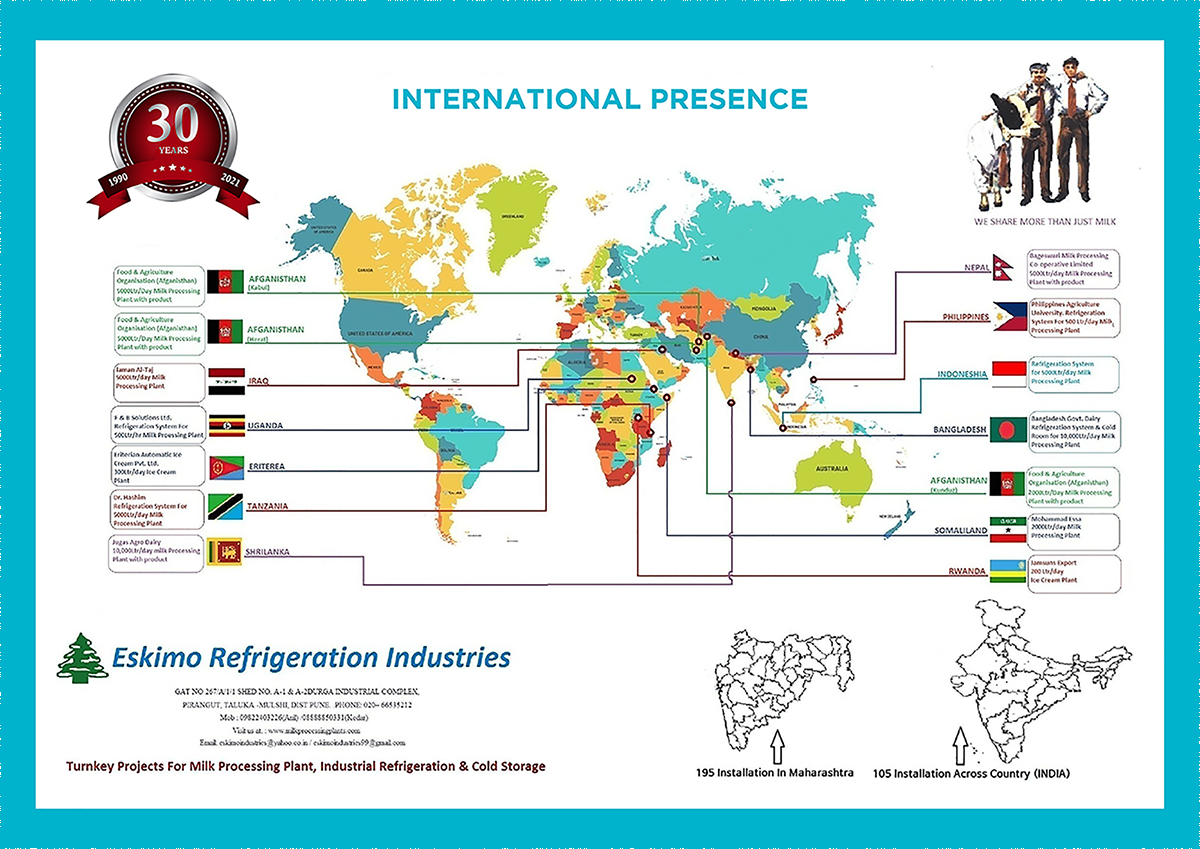 INTERNATIONAL PRESENCE
30
YEARS
1990
2021
WE SHARE MORE THAN JUST MILK
Food & Agriculture
Organisation (Afganisthan)
5000Ltr/Day Milk Processing
Plant with product
AFGANISTHAN
(Kabul)
Food & Agriculture
Organisation (Afganisthan)
5000Ltr/day Milk Processing
Plant with product
AFGANISTHAN
(Herat)
Iaman Al-Taj
5000Ltr/day Milk
Processing Plant
IRAQ
F & B Solutions Ltd.
Refrigeration System For
500Ltr/hr Milk Processing Plant
UGANDA
Eriterian Automatic Ice
Cream Pvt. Ltd.
300Ltr/day Ice Cream
Plant
ERITEREA
Dr. Hashim
Refrigeration System For
5000Ltr/day Milk
Processing Plant
TANZANIA
Jugas Agro Dairy
10,000Ltr/day milk Processing
Plant with product
SHRILANKA
GREENLAND
UNITED STATES
OF AMERICA
CANADA
UNITED STATES OF AMERICA
MEXICO
ALGERIA
TURKEY
MONGOLIA
CHINA
AUSTRALIA
NEW ZEALAND
NEPAL
Bageswari Milk Processing
Co-operative Limited
5000Ltr/day Milk Processing
Plant with product
PHILIPPINES
Philippines Agriculture
University. Refrigeration
System For 500 Ltr/day Milk
Processing Plant
INDONESHIA
Refrigeration System
for 5000Ltr/day Milk
Processing Plant
BANGLADESH
Bangladesh Govt. Dairy
Refrigeration System & Cold
Room for 10,000Ltr/day Milk
Processing Plant
AFGANISTHAN
(Kunduz)
Food & Agriculture
Organisation (Afganisthan)
2000Ltr/day Milk Processing
Plant with product
SOMALILAND
Mohammad Essa
2000Ltr/day Milk
Processing Plant
RWANDA
Jamsuns Export
200 Ltr/day
Ice Cream Plant
Eskimo Refrigeration Industries
GAT NO 267/A/1/1 SHED NO. A-1 & A-2DURGA INDUSTRIAL COMPLEX,
PIRANGUT, TALUKA -MULSHI, DIST PUNE. .PHONE: 020– 66535212
Mob : 09822403226(Anil) /08888850331(Kedar)
Visit us at. : www.milkprocessingplants.com
Email. eskimoindustries@yahoo.co.in / eskimoindustries99@gmail.com
Turnkey Projects For Milk Processing Plant, Industrial Refrigeration & Cold Storage
195 Installation In Maharashtra
105 Installation Across Country (INDIA)